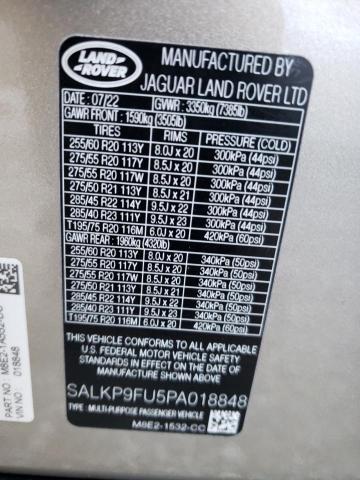 LAND
ROVER
MANUFACTURED BY
JAGUAR LAND ROVER LTD
DATE : 07/22 GVWR : 3350kg (7385lb)
GAWR FRONT : 1590kg (3505lb)
TIRES RIMS PRESSURE (COLD)
255/60 R20 113Y 8.0J x 20 300kPa (44psi)
275/55 R20 117Y 8.5J x 20 300kPa (44psi)
275/55 R20 117W 8.5J x 20 300kPa (44psi)
275/50 R21 113Y 8.5J x 21 300kPa (44psi)
285/45 R22 114Y 9.5J x 22 300kPa (44psi)
285/40 R23 111Y 9.5J x 23 300kPa (44psi)
T195/75 R20 116M 6.0J x 20 420kPa (60psi)
GAWR REAR : 1960kg (4320lb)
255/60 R20 113Y 8.0J x 20 340kPa (50psi)
275/55 R20 117Y 8.5J x 20 340kPa (50psi)
275/55 R20 117W 8.5J x 20 340kPa (50psi)
275/50 R21 113Y 8.5J x 21 340kPa (50psi)
285/45 R22 114Y 9.5J x 22 340kPa (50psi)
285/40 R23 111Y 9.5J x 23 340kPa (50psi)
T195/75 R20 116M 6.0J x 20 420kPa (60psi)
THIS VEHICLE CONFORMS TO ALL APPLICABLE
U.S. FEDERAL MOTOR VEHICLE SAFETY STANDARDS
IN EFFECT ON THE DATE OF
MANUFACTURE SHOWN ABOVE.
SALKP9FU5PA018848
TYPE: MULTI-PURPOSE PASSENGER VEHICLE
M8E2-1532-CC
PART No M8E2-1A532-CC
VIN No 018848